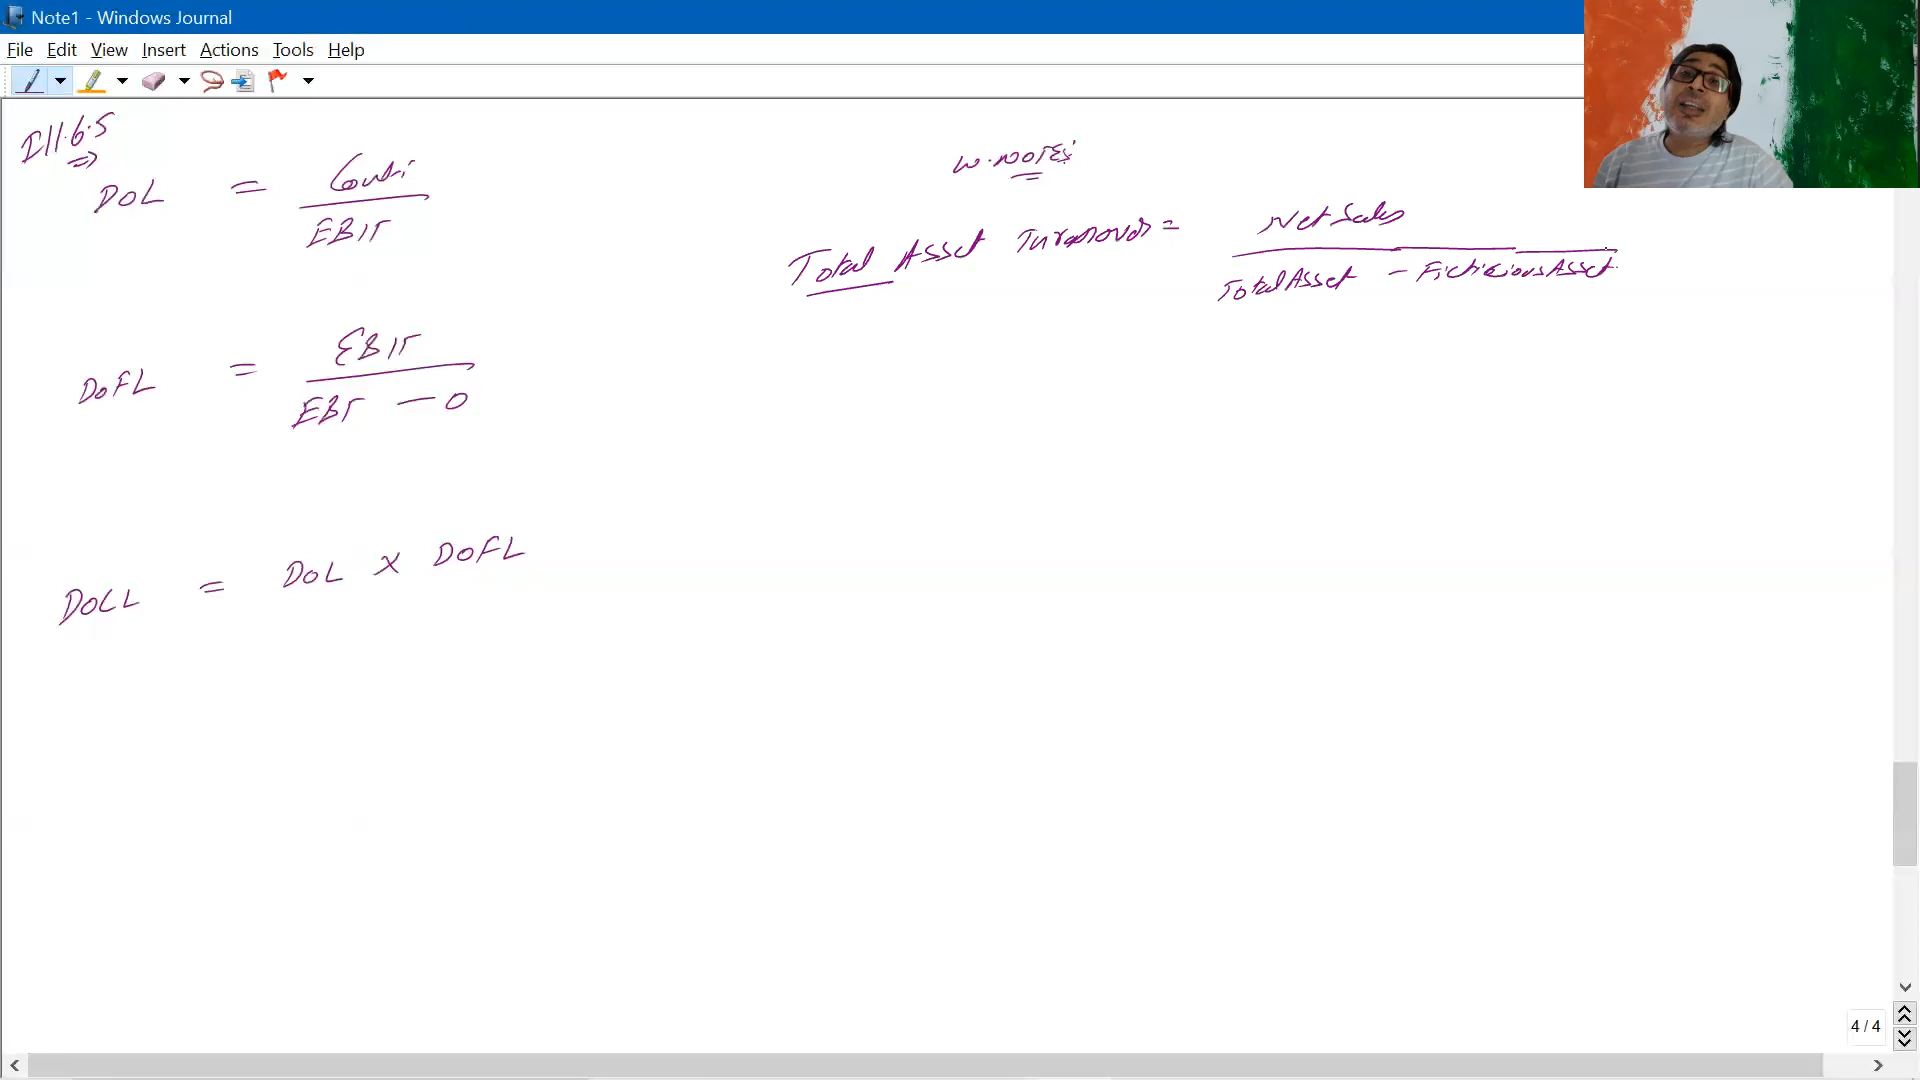 Note1 - Windows Journal
File Edit View Insert Actions Tools Help
Ill.6.5
DOL = Contri
EBIT
W.NOTES
Total Asset Turnover = Net Sales
Total Asset - Ficticious Asset
DOFL = EBIT
EBT - 0
DOCL = DOL x DOFL
4 / 4